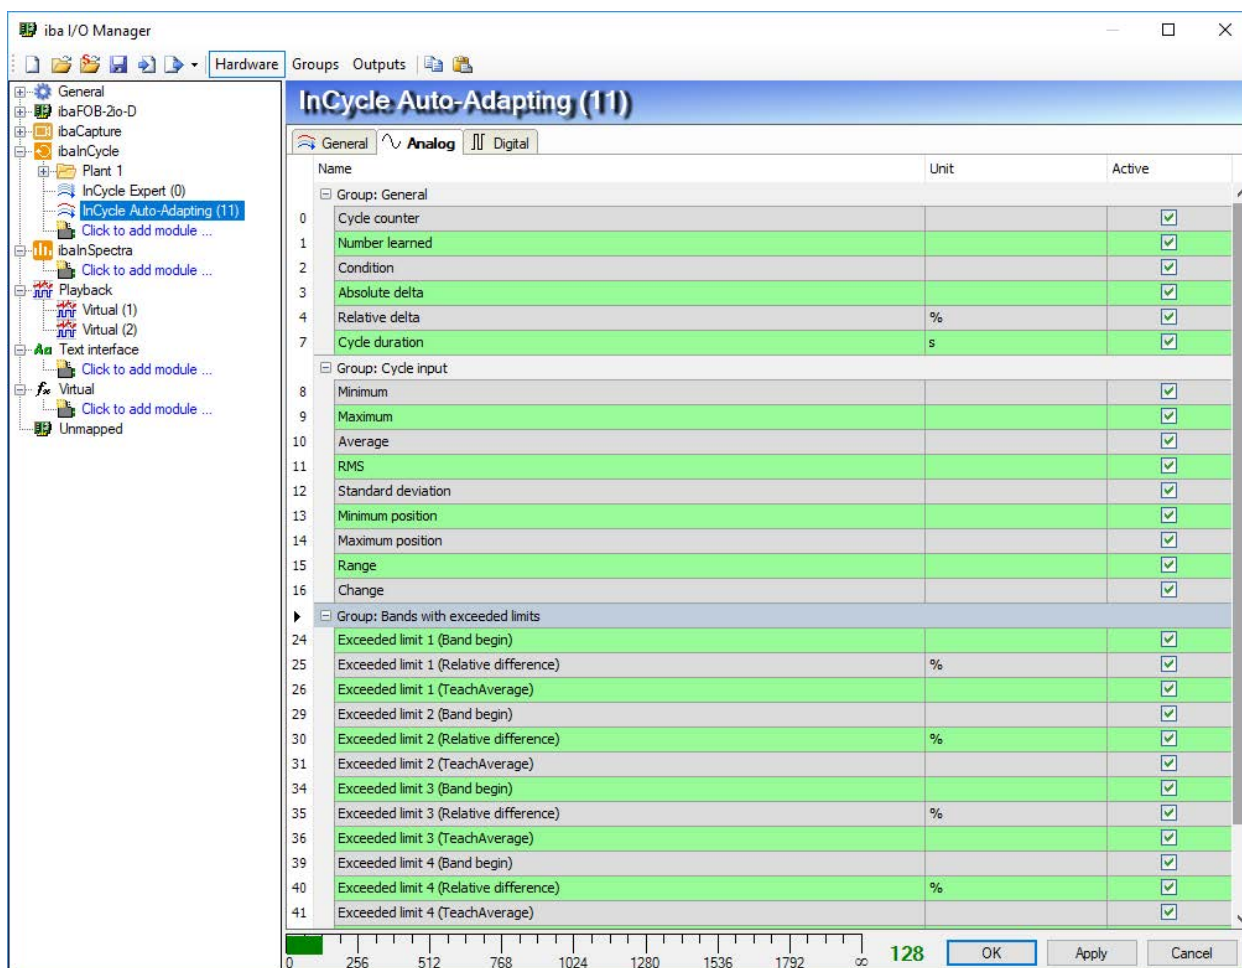 iba I/O Manager
Hardware Groups Outputs
General
ibaFOB-2io-D
ibaCapture
ibaInCycle
Plant 1
InCycle Expert (0)
InCycle Auto-Adapting (11)
Click to add module ...
ibaInSpectra
Click to add module ...
Playback
Virtual (1)
Virtual (2)
Text interface
Click to add module ...
Virtual
Click to add module ...
Unmapped
InCycle Auto-Adapting (11)
General Analog Digital
Name Unit Active
Group: General
0 Cycle counter
1 Number learned
2 Condition
3 Absolute delta
4 Relative delta %
7 Cycle duration s
Group: Cycle input
8 Minimum
9 Maximum
10 Average
11 RMS
12 Standard deviation
13 Minimum position
14 Maximum position
15 Range
16 Change
Group: Bands with exceeded limits
24 Exceeded limit 1 (Band begin)
25 Exceeded limit 1 (Relative difference) %
26 Exceeded limit 1 (TeachAverage)
29 Exceeded limit 2 (Band begin)
30 Exceeded limit 2 (Relative difference) %
31 Exceeded limit 2 (TeachAverage)
34 Exceeded limit 3 (Band begin)
35 Exceeded limit 3 (Relative difference) %
36 Exceeded limit 3 (TeachAverage)
39 Exceeded limit 4 (Band begin)
40 Exceeded limit 4 (Relative difference) %
41 Exceeded limit 4 (TeachAverage)
0 256 512 768 1024 1280 1536 1792 ∞ 128 OK Apply Cancel